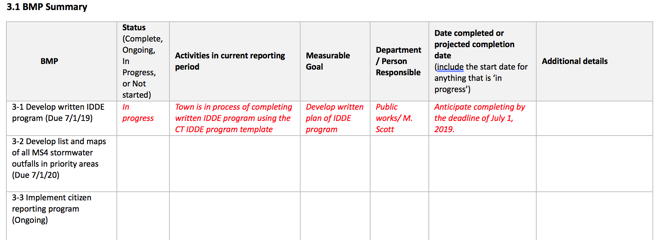 3.1 BMP Summary
BMP
Status
(Complete,
Ongoing,
In
Progress,
or Not
started)
Activities in current reporting
period
Measurable
Goal
Department
/ Person
Responsible
Date completed or
projected completion
date
(include the start date for
anything that is 'in
progress')
Additional details
3-1 Develop written IDDE
program (Due 7/1/19)
In
progress
Town is in process of completing
written IDDE program using the
CT IDDE program template
Develop written
plan of IDDE
program
Public
works/ M.
Scott
Anticipate completing by
the deadline of July 1,
2019.
3-2 Develop list and maps
of all MS4 stormwater
outfalls in priority areas
(Due 7/1/20)
3-3 Implement citizen
reporting program
(Ongoing)